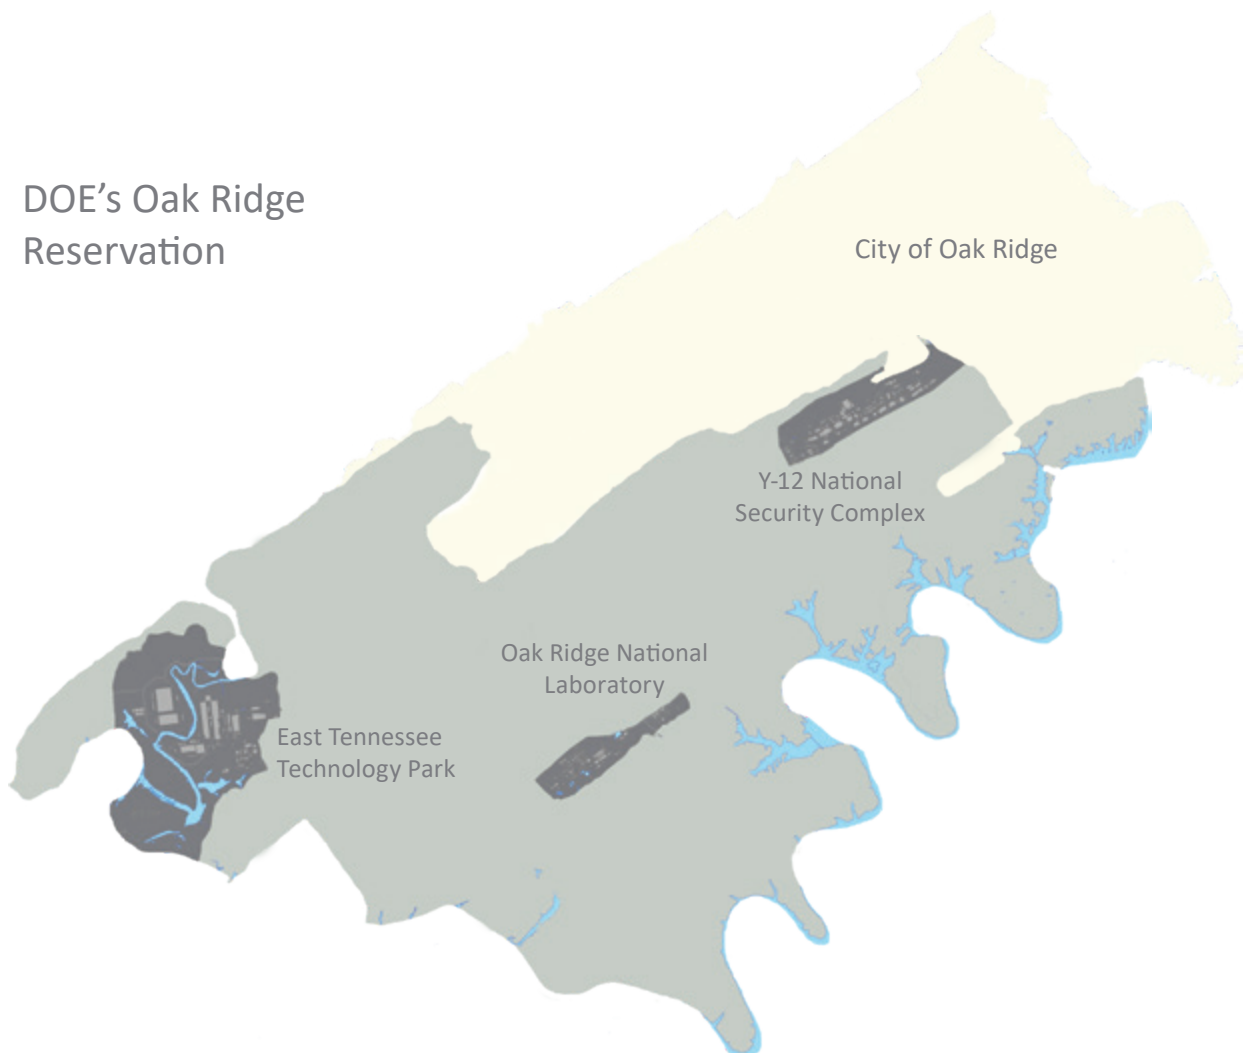 DOE’s Oak Ridge
Reservation
City of Oak Ridge
Y-12 National
Security Complex
Oak Ridge National
Laboratory
East Tennessee
Technology Park